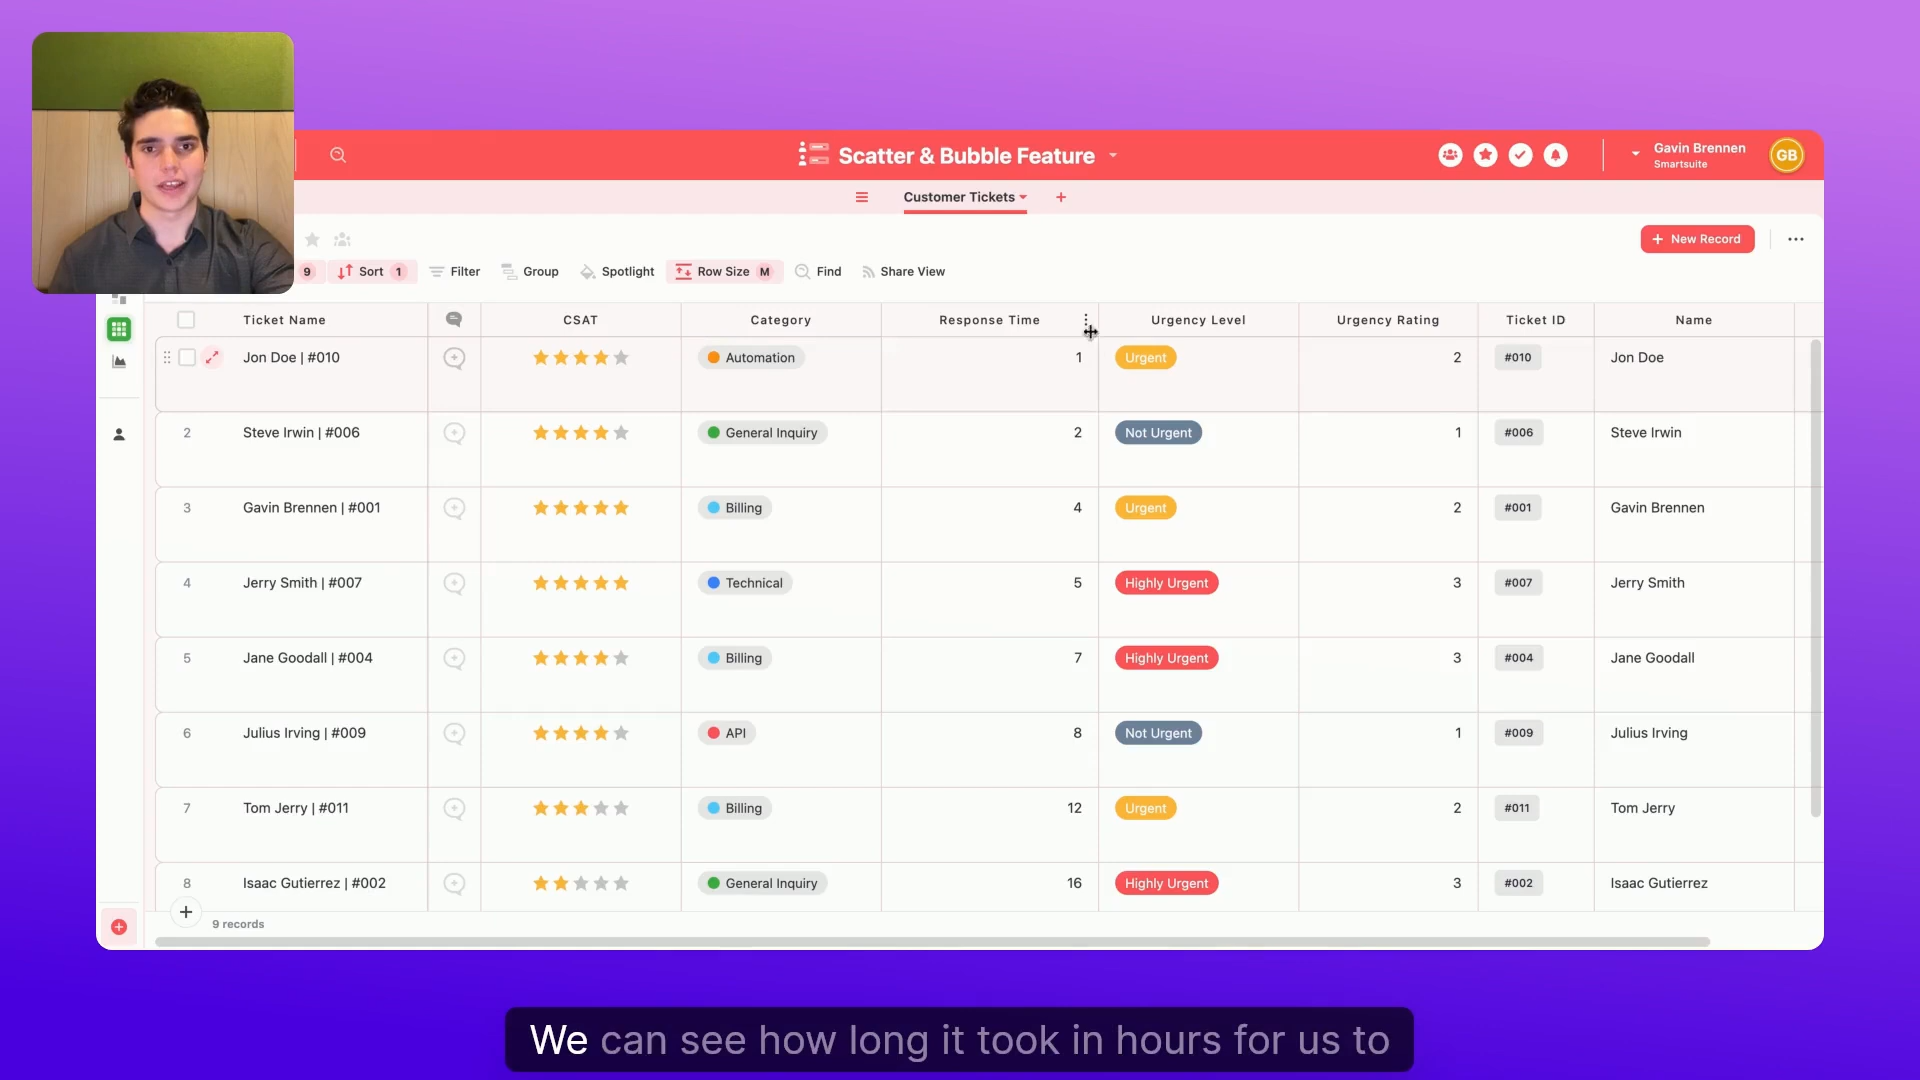 Scatter & Bubble Feature
Gavin Brennen
Smartsuite
GB
Customer Tickets
+ New Record
9 Sort 1 Filter Group Spotlight Row Size M Find Share View
Ticket Name CSAT Category Response Time Urgency Level Urgency Rating Ticket ID Name
Jon Doe | #010 Automation 1 Urgent 2 #010 Jon Doe
2 Steve Irwin | #006 General Inquiry 2 Not Urgent 1 #006 Steve Irwin
3 Gavin Brennen | #001 Billing 4 Urgent 2 #001 Gavin Brennen
4 Jerry Smith | #007 Technical 5 Highly Urgent 3 #007 Jerry Smith
5 Jane Goodall | #004 Billing 7 Highly Urgent 3 #004 Jane Goodall
6 Julius Irving | #009 API 8 Not Urgent 1 #009 Julius Irving
7 Tom Jerry | #011 Billing 12 Urgent 2 #011 Tom Jerry
8 Isaac Gutierrez | #002 General Inquiry 16 Highly Urgent 3 #002 Isaac Gutierrez
9 records
We can see how long it took in hours for us to